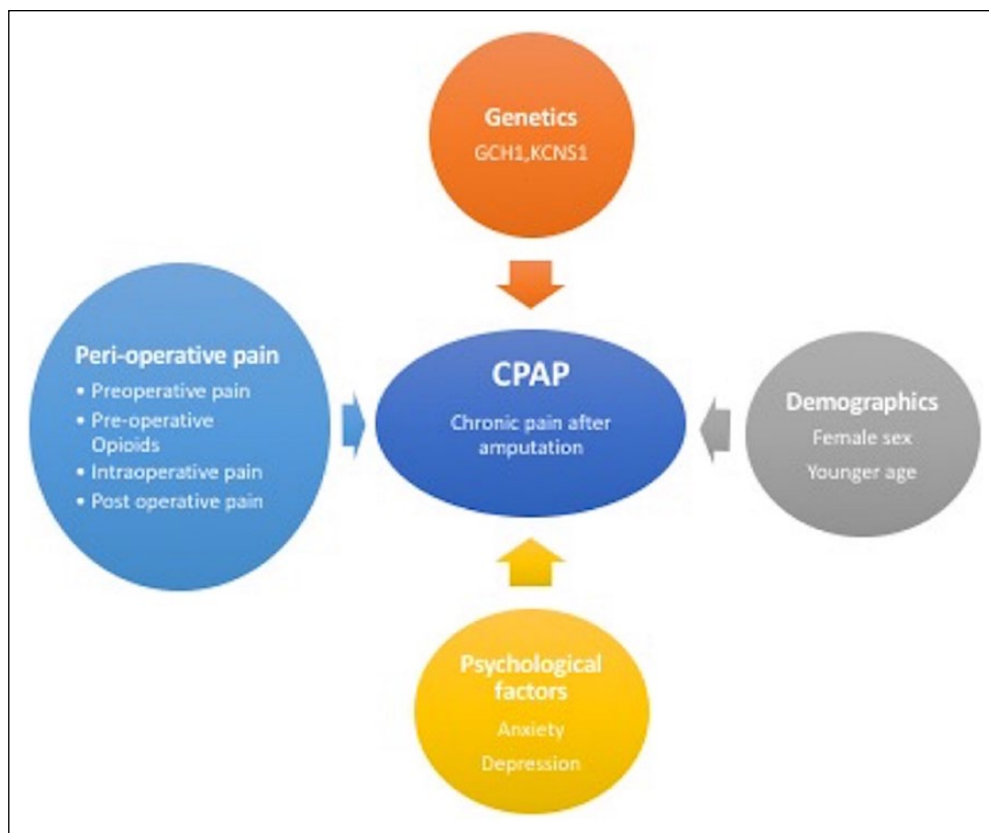 Genetics
GCH1,KCNS1
Peri-operative pain
• Preoperative pain
• Pre-operative
Opioids
• Intraoperative pain
• Post operative pain
CPAP
Chronic pain after
amputation
Demographics
Female sex
Younger age
Psychological
factors
Anxiety
Depression